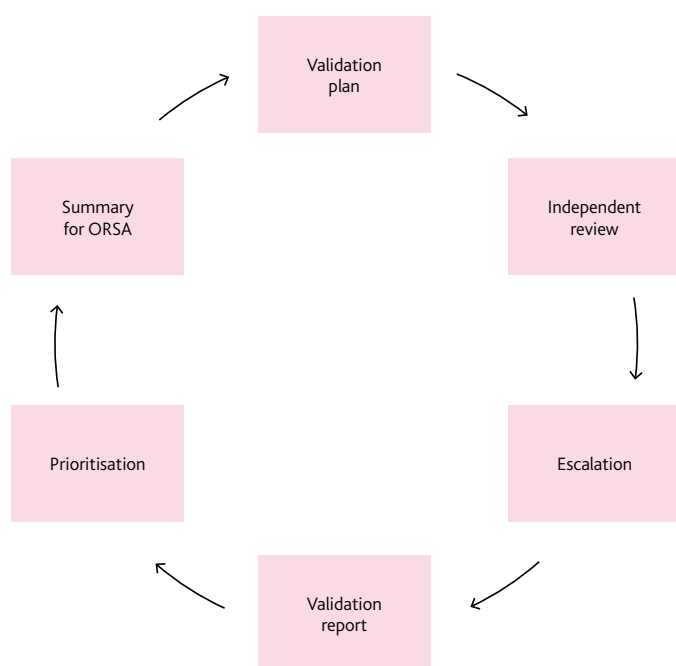 Validation
plan
Independent
review
Escalation
Validation
report
Prioritisation
Summary
for ORSA